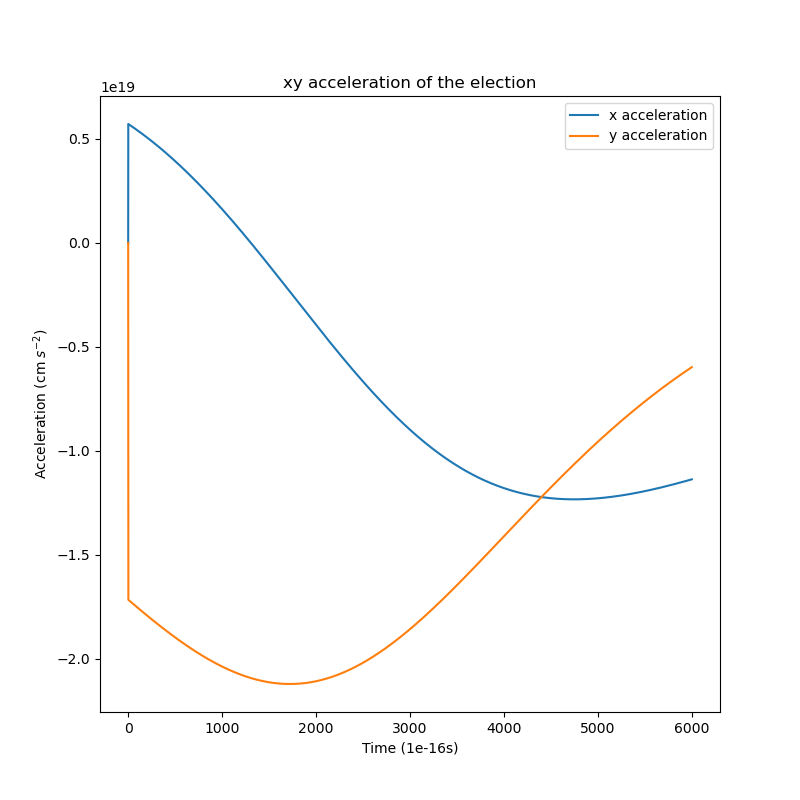 xy acceleration of the election
1e19
x acceleration
y acceleration
0.5
0.0
−0.5
−1.0
−1.5
−2.0
Acceleration (cm s⁻²)
0 1000 2000 3000 4000 5000 6000
Time (1e-16s)